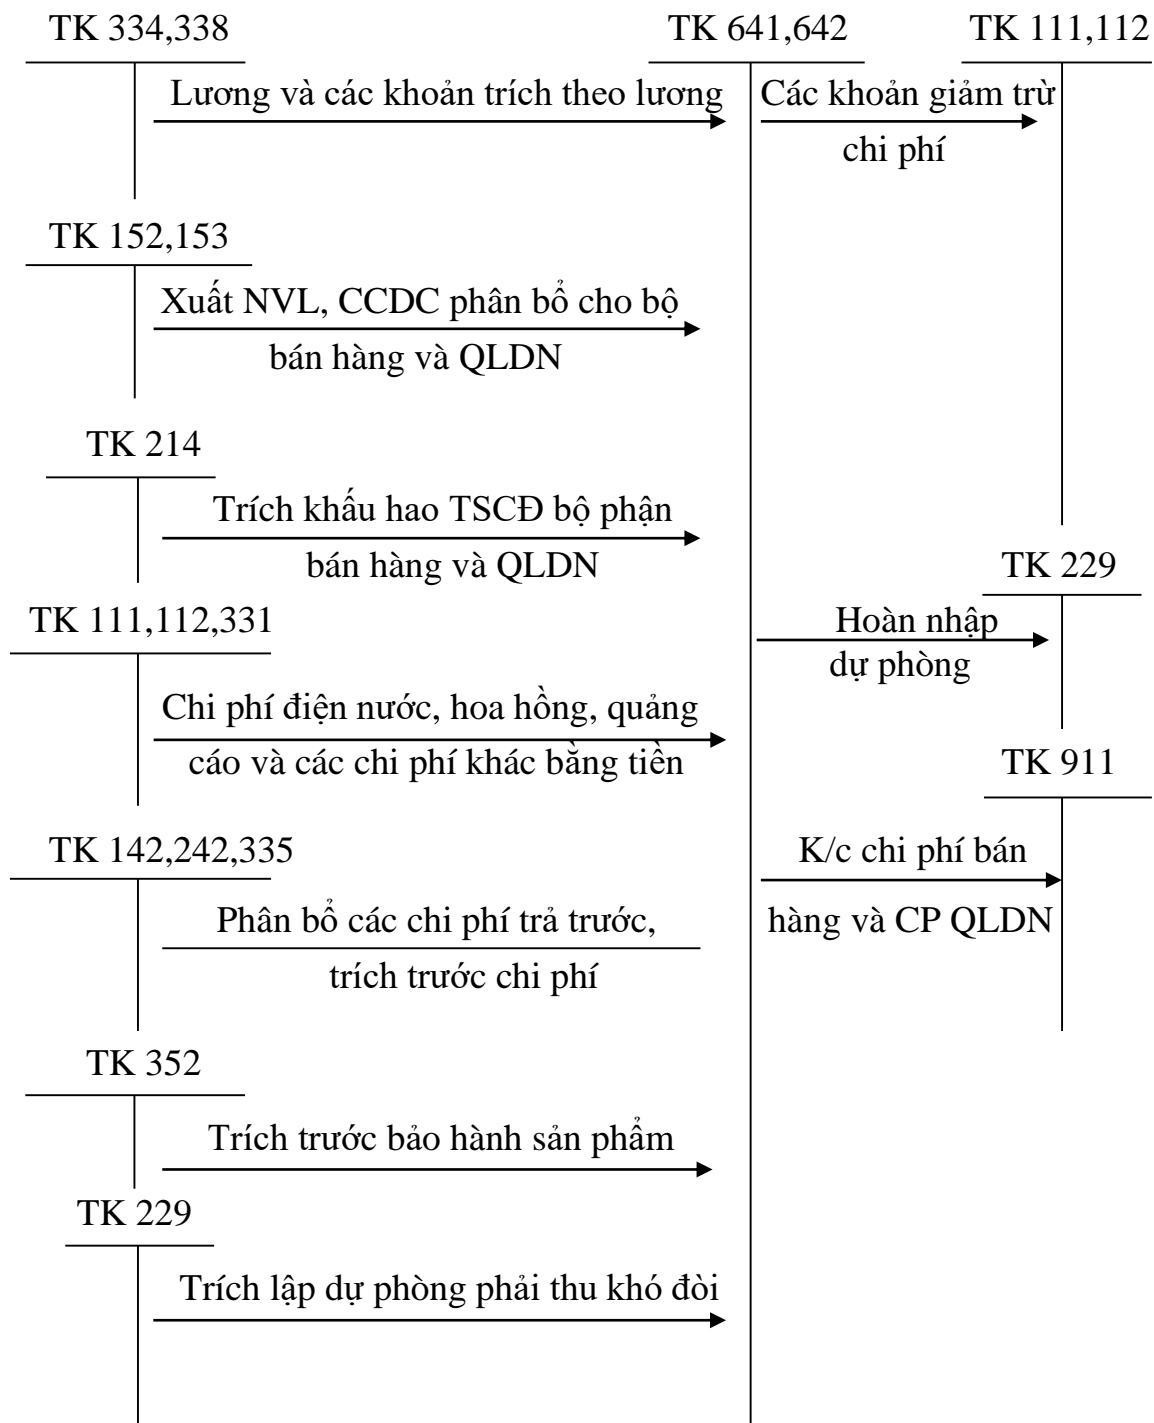 TK 334,338
TK 641,642
TK 111,112
Lương và các khoản trích theo lương
Các khoản giảm trừ
chi phí
TK 152,153
Xuất NVL, CCDC phân bổ cho bộ
bán hàng và QLDN
TK 214
Trích khấu hao TSCĐ bộ phận
bán hàng và QLDN
TK 229
TK 111,112,331
Hoàn nhập
dự phòng
Chi phí điện nước, hoa hồng, quảng
cáo và các chi phí khác bằng tiền
TK 911
TK 142,242,335
K/c chi phí bán
hàng và CP QLDN
Phân bổ các chi phí trả trước,
trích trước chi phí
TK 352
Trích trước bảo hành sản phẩm
TK 229
Trích lập dự phòng phải thu khó đòi